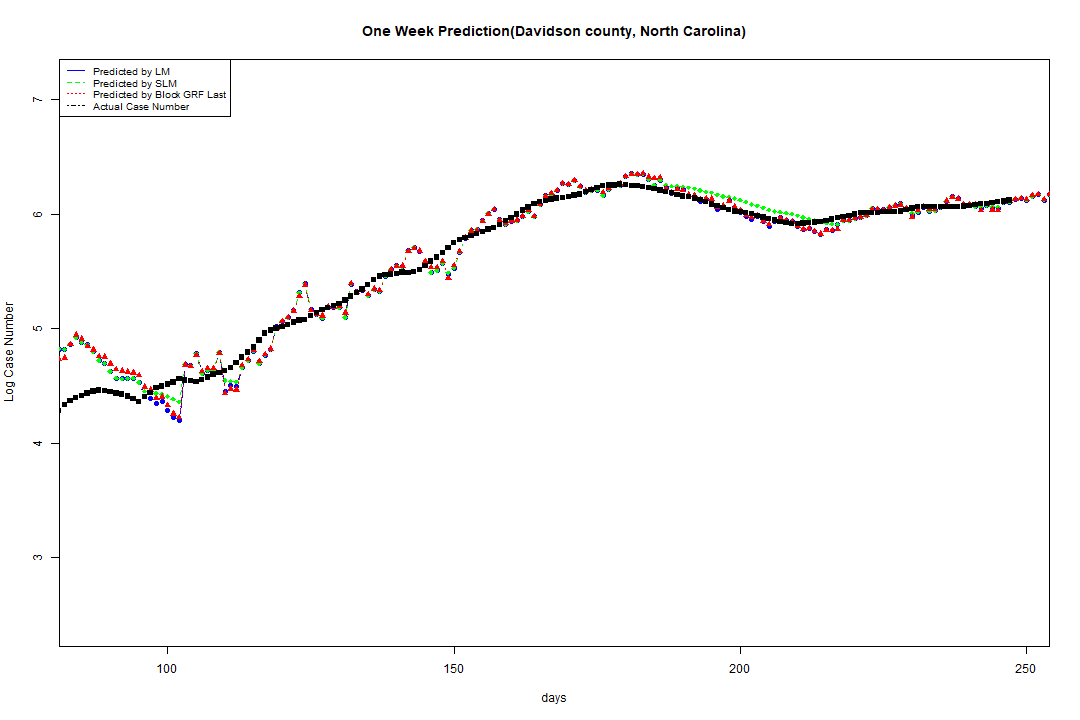 One Week Prediction(Davidson county, North Carolina)
Predicted by LM
Predicted by SLM
Predicted by Block GRF Last
Actual Case Number
7
6
5
4
3
Log Case Number
100 150 200 250
days